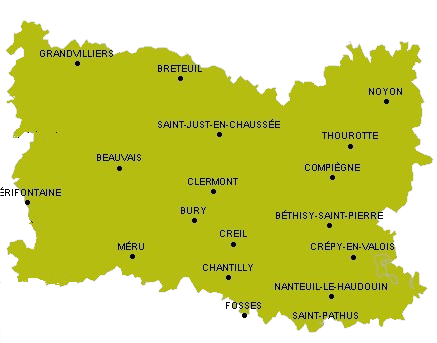 GRANDVILLIERS
BRETEUIL
NOYON
SAINT-JUST-EN-CHAUSSÉE
THOUROTTE
BEAUVAIS
COMPIÈGNE
CLERMONT
ÉRIFONTAINE
BURY
BÉTHISY-SAINT-PIERRE
CREIL
MÉRU
CRÉPY-EN-VALOIS
CHANTILLY
NANTEUIL-LE-HAUDOUIN
FOSSES
SAINT-PATHUS